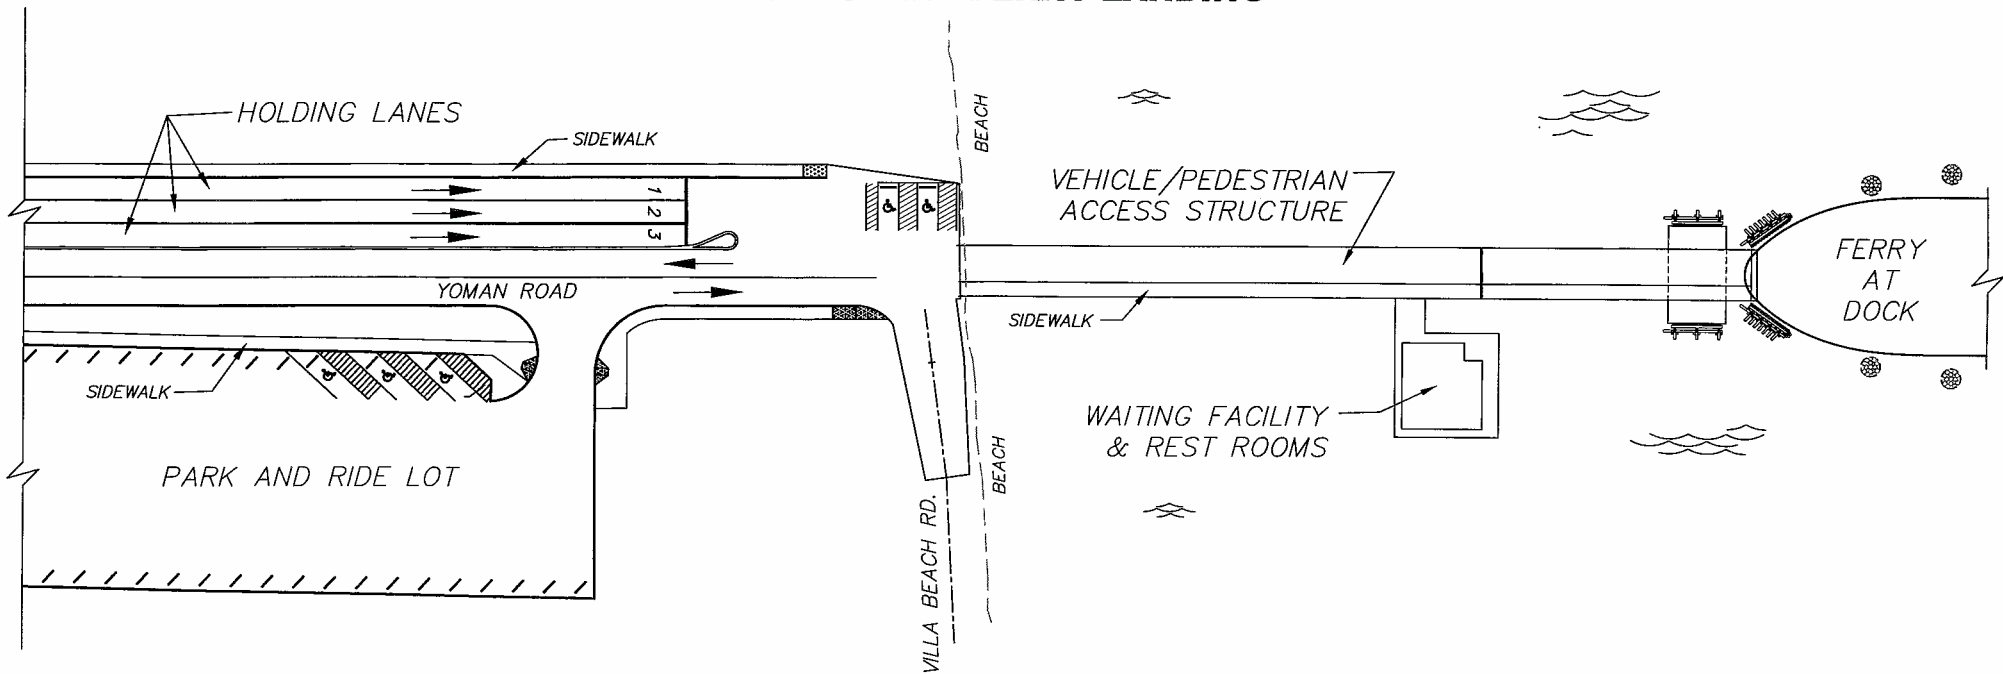 HOLDING LANES
SIDEWALK
1
2
3
YOMAN ROAD
SIDEWALK
PARK AND RIDE LOT
BEACH
VEHICLE/PEDESTRIAN
ACCESS STRUCTURE
SIDEWALK
WAITING FACILITY
& REST ROOMS
BEACH
VILLA BEACH RD.
FERRY
AT
DOCK